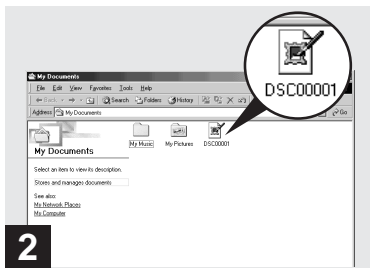 My Documents
File Edit View Favorites Tools Help
Back Search Folders History
Address My Documents Go
My Documents
My Music My Pictures DSC00001
DSC00001
Select an item to view its description.
Stores and manages documents
See also:
My Network Places
My Computer
2